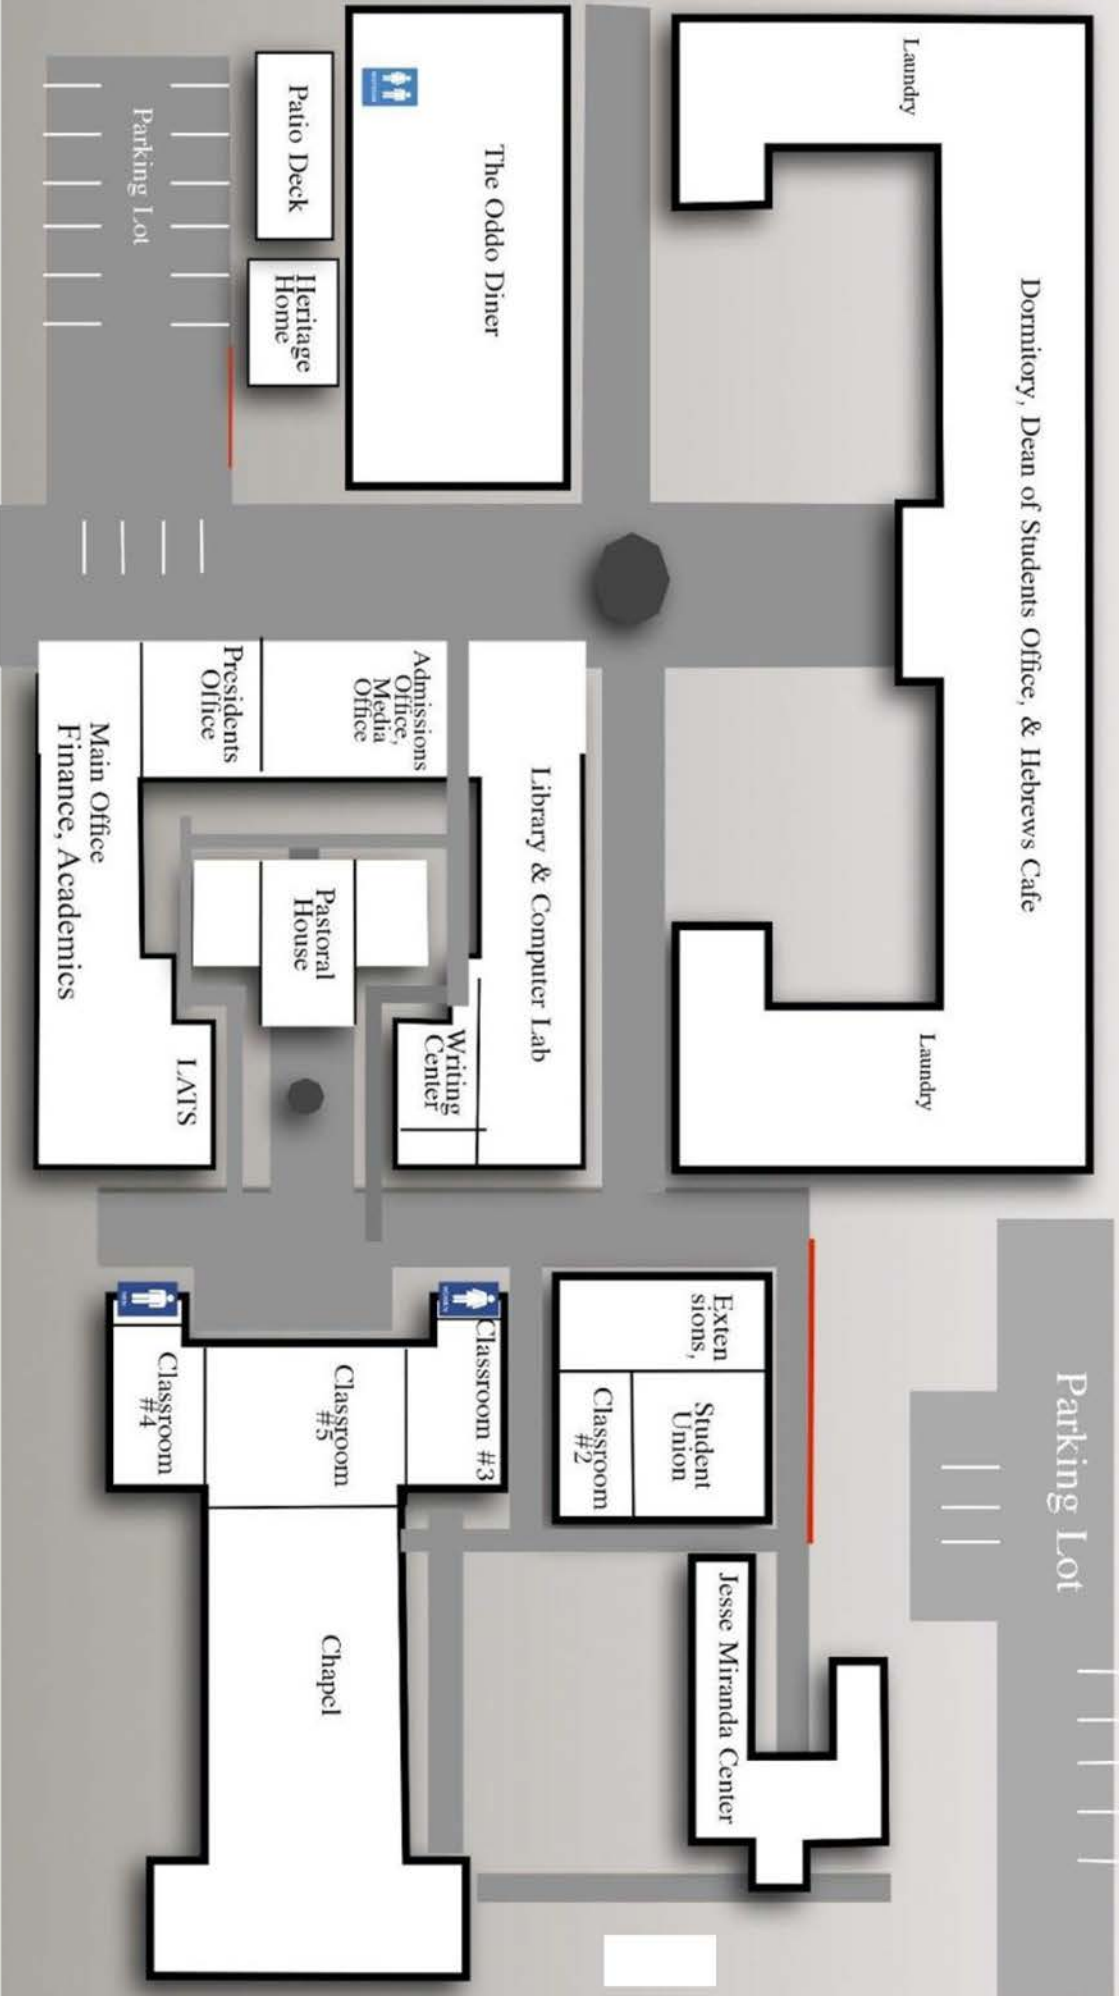 Dormitory, Dean of Students Office, & Hebrews Cafe
Laundry
Laundry
Parking Lot
The Oddo Diner
Patio Deck
Heritage
Home
Parking Lot
Library & Computer Lab
Writing
Center
Admissions
Office,
Media
Office
Presidents
Office
Pastoral
House
Main Office
Finance, Academics
LATS
Exten
sions,
Student
Union
Classroom
#2
Jesse Miranda Center
Classroom #3
Classroom
#5
Classroom
#4
Chapel